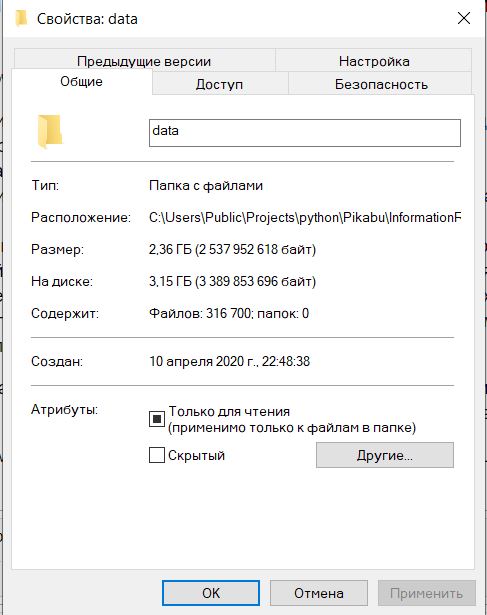 Свойства: data
Предыдущие версии
Настройка
Общие
Доступ
Безопасность
data
Тип: Папка с файлами
Расположение: C:\Users\Public\Projects\python\Pikabu\InformationR
Размер: 2,36 ГБ (2 537 952 618 байт)
На диске: 3,15 ГБ (3 389 853 696 байт)
Содержит: Файлов: 316 700; папок: 0
Создан: 10 апреля 2020 г., 22:48:38
Атрибуты: Только для чтения
(применимо только к файлам в папке)
Скрытый
Другие...
OK
Отмена
Применить